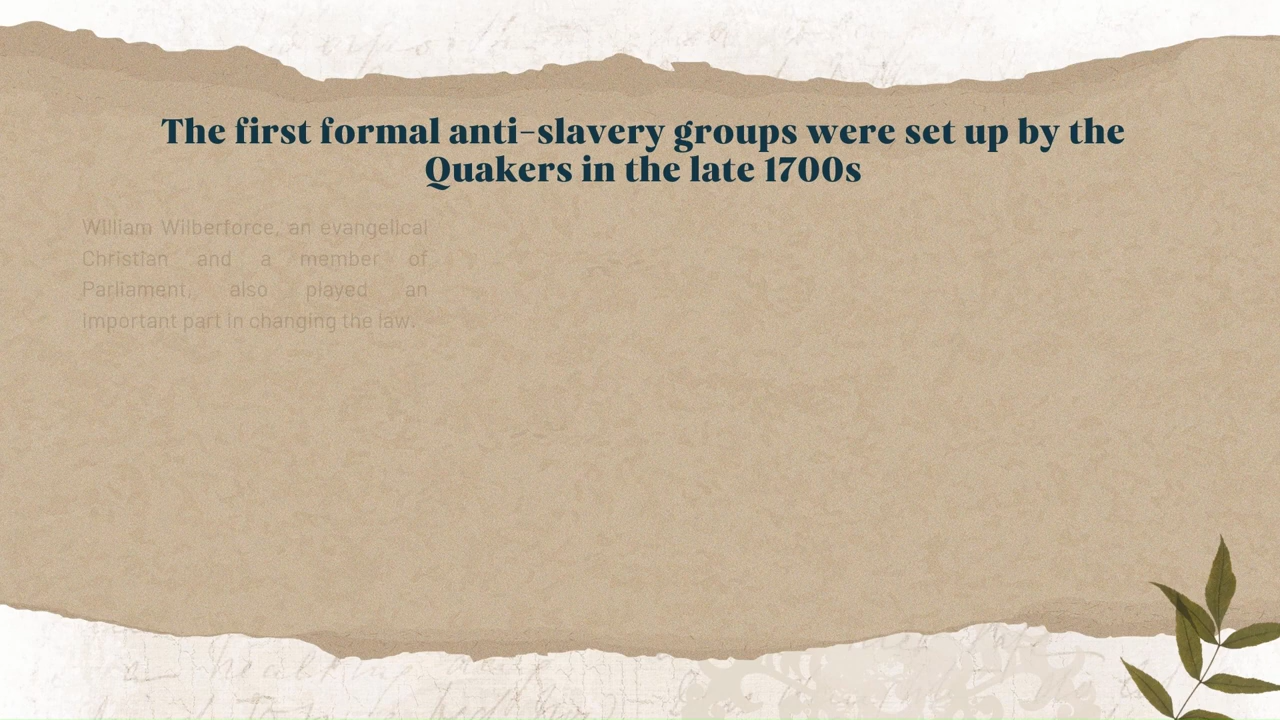 The first formal anti-slavery groups were set up by the
Quakers in the late 1700s
William Wilberforce, an evangelical
Christian and a member of
Parliament, also played an
important part in changing the law.